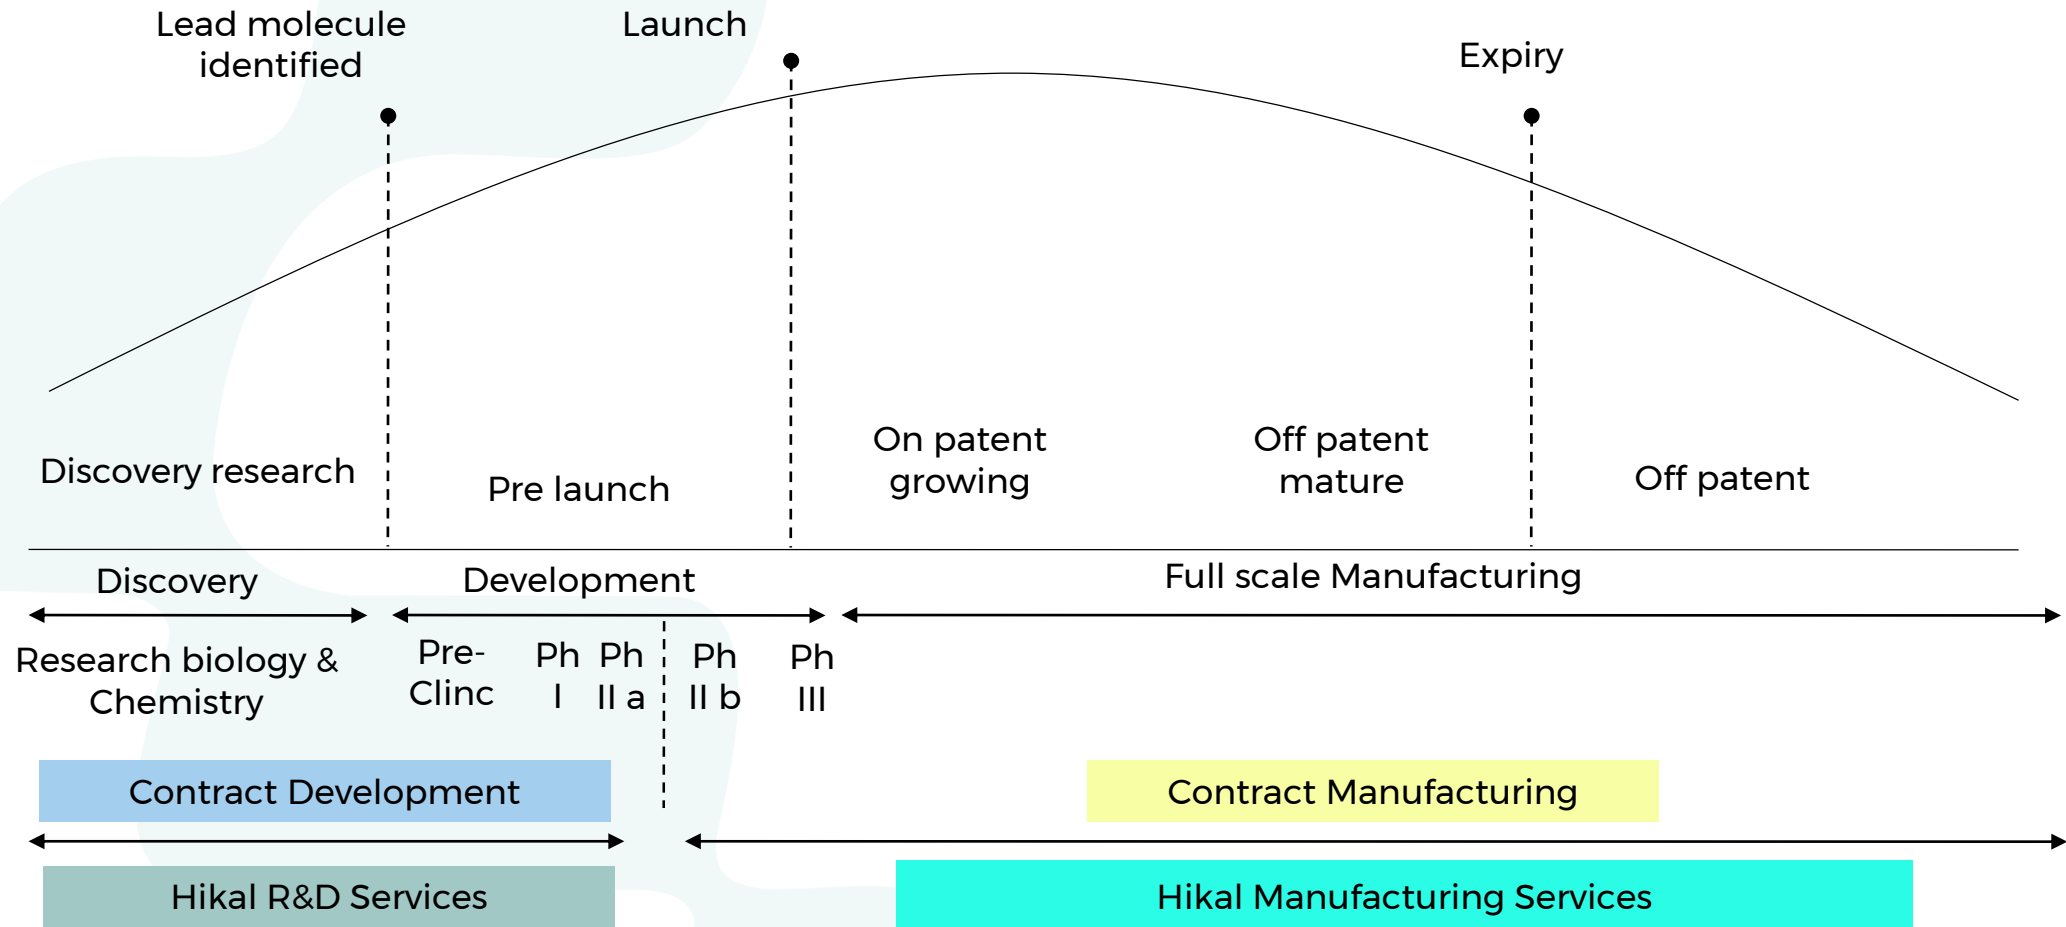 Lead molecule
identified
Launch
Expiry
Discovery research
Pre launch
On patent
growing
Off patent
mature
Off patent
Discovery
Development
Full scale Manufacturing
Research biology &
Chemistry
Pre-
Clinc
Ph
I
Ph
II a
Ph
II b
Ph
III
Contract Development
Contract Manufacturing
Hikal R&D Services
Hikal Manufacturing Services